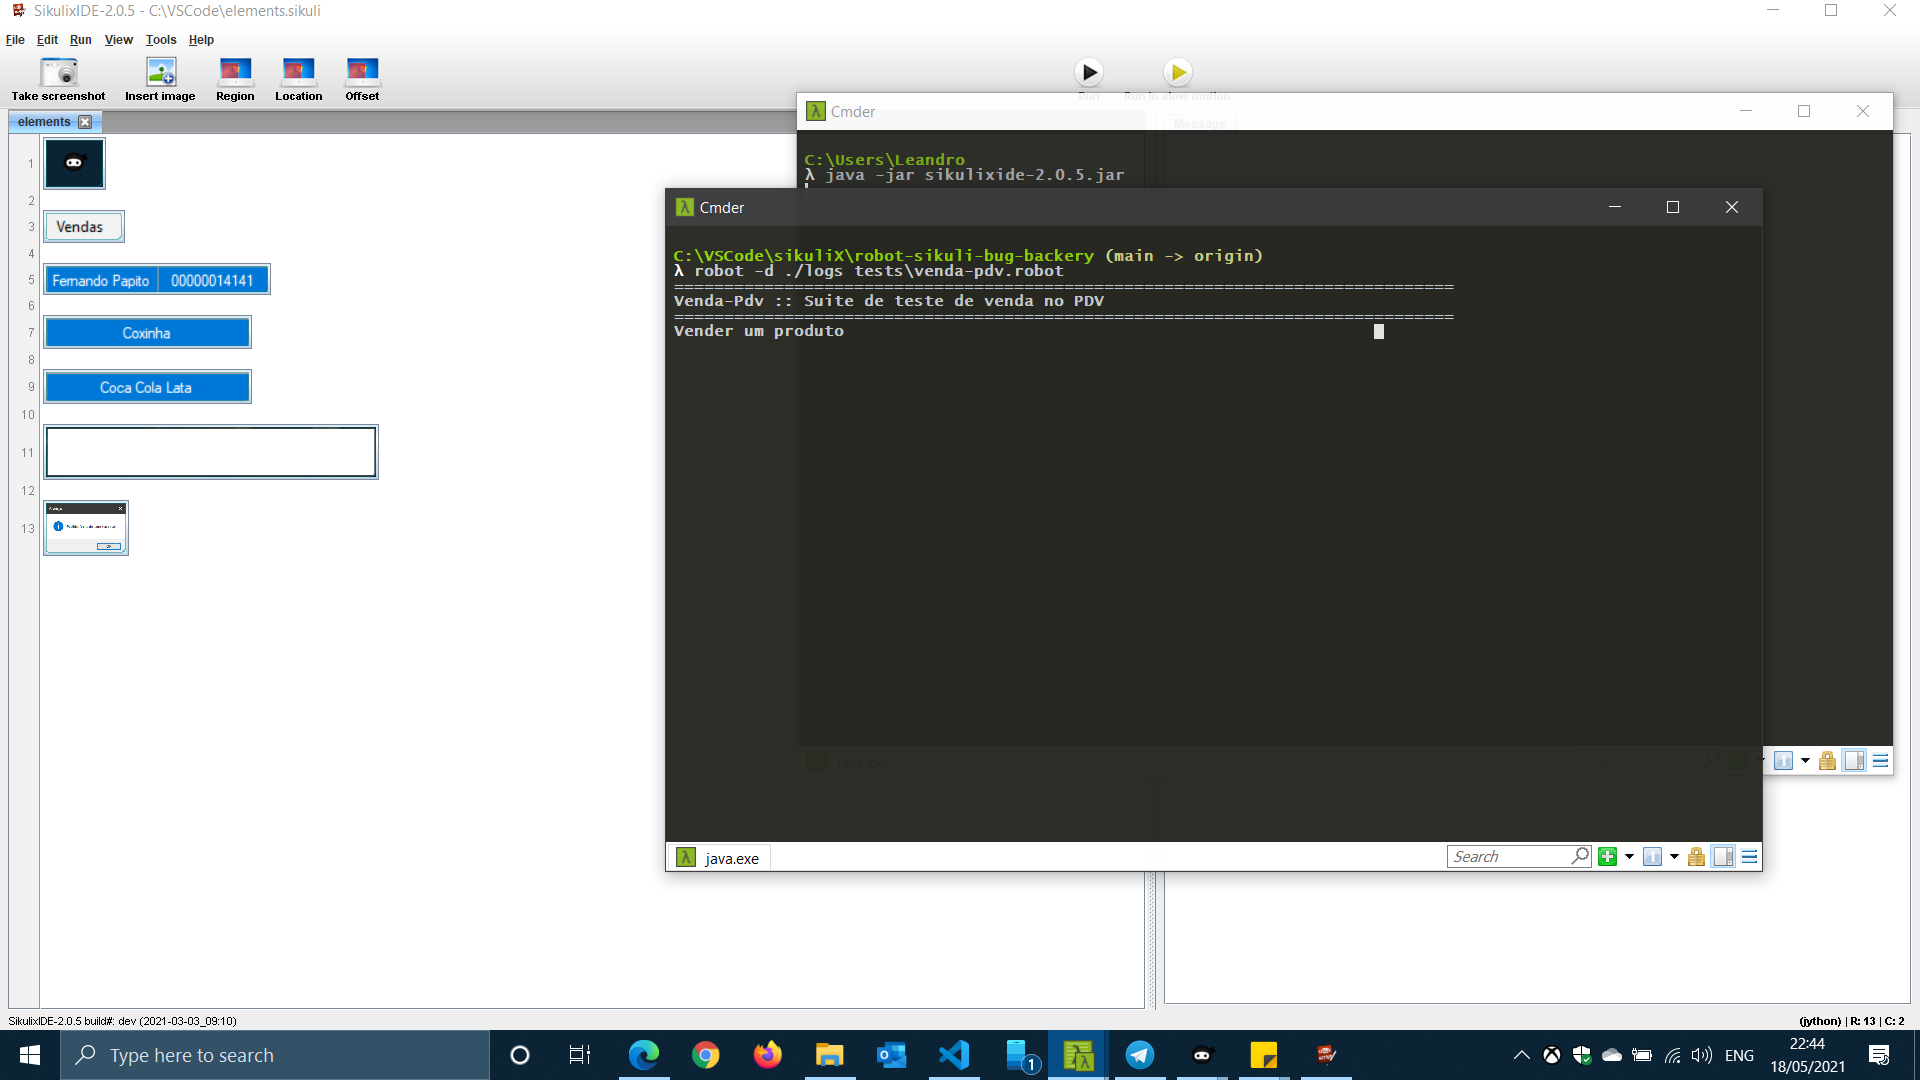 SikulixIDE-2.0.5 - C:\VSCode\elements.sikuli
File Edit Run View Tools Help
Take screenshot Insert image Region Location Offset Run Run in slow motion
elements
Message
1
2
3 Vendas
4
5 Fernando Papito 00000014141
6
7 Coxinha
8
9 Coca Cola Lata
10
11
12
13
Cmder
C:\Users\Leandro
λ java -jar sikulixide-2.0.5.jar
Cmder
C:\VSCode\sikuliX\robot-sikuli-bug-backery (main -> origin)
λ robot -d ./logs tests\venda-pdv.robot
==============================================================================
Venda-Pdv :: Suite de teste de venda no PDV
==============================================================================
Vender um produto
java.exe
java.exe Search
SikulixIDE-2.0.5 build#: dev (2021-03-03_09:10)
(jython) | R: 13 | C: 2
Type here to search
1
ENG
22:44
18/05/2021